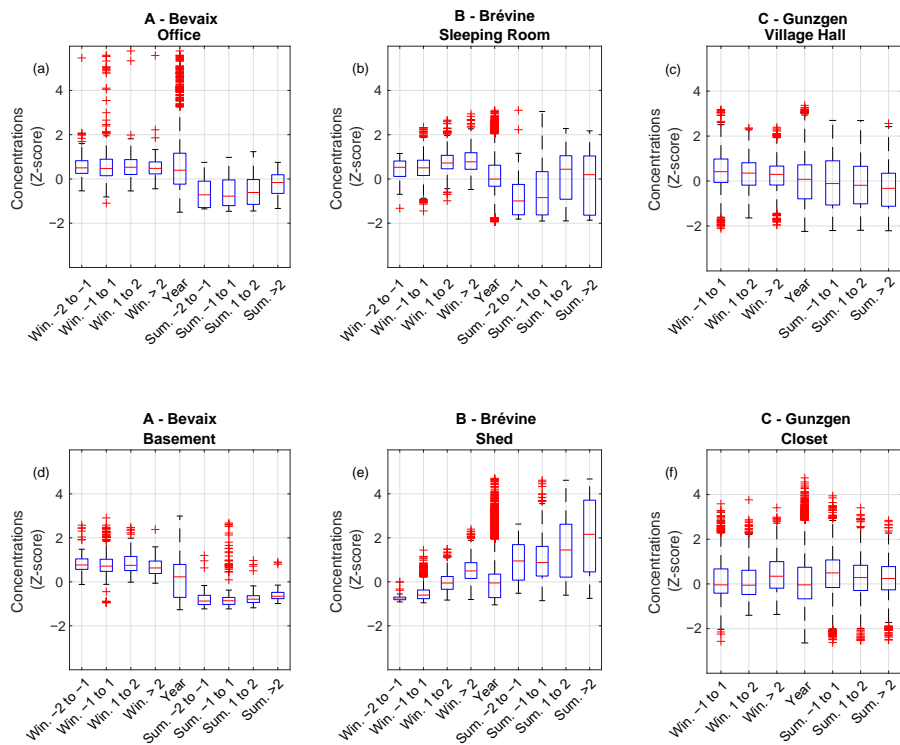 A - Bevaix
Office
(a)
Concentrations
(Z-score)
4
2
0
−2
Win. −2 to −1
Win. −1 to 1
Win. 1 to 2
Win. > 2
Year
Sum. −2 to −1
Sum. −1 to 1
Sum. 1 to 2
Sum. >2
B - Brévine
Sleeping Room
(b)
Concentrations
(Z-score)
4
2
0
−2
Win. −2 to −1
Win. −1 to 1
Win. 1 to 2
Win. > 2
Year
Sum. −2 to −1
Sum. −1 to 1
Sum. 1 to 2
Sum. >2
C - Gunzgen
Village Hall
(c)
Concentrations
(Z-score)
4
2
0
−2
Win. −1 to 1
Win. 1 to 2
Win. > 2
Year
Sum. −1 to 1
Sum. 1 to 2
Sum. >2
A - Bevaix
Basement
(d)
Concentrations
(Z-score)
4
2
0
−2
Win. −2 to −1
Win. −1 to 1
Win. 1 to 2
Win. > 2
Year
Sum. −2 to −1
Sum. −1 to 1
Sum. 1 to 2
Sum. >2
B - Brévine
Shed
(e)
Concentrations
(Z-score)
4
2
0
−2
Win. −2 to −1
Win. −1 to 1
Win. 1 to 2
Win. > 2
Year
Sum. −2 to −1
Sum. −1 to 1
Sum. 1 to 2
Sum. >2
C - Gunzgen
Closet
(f)
Concentrations
(Z-score)
4
2
0
−2
Win. −1 to 1
Win. 1 to 2
Win. > 2
Year
Sum. −1 to 1
Sum. 1 to 2
Sum. >2